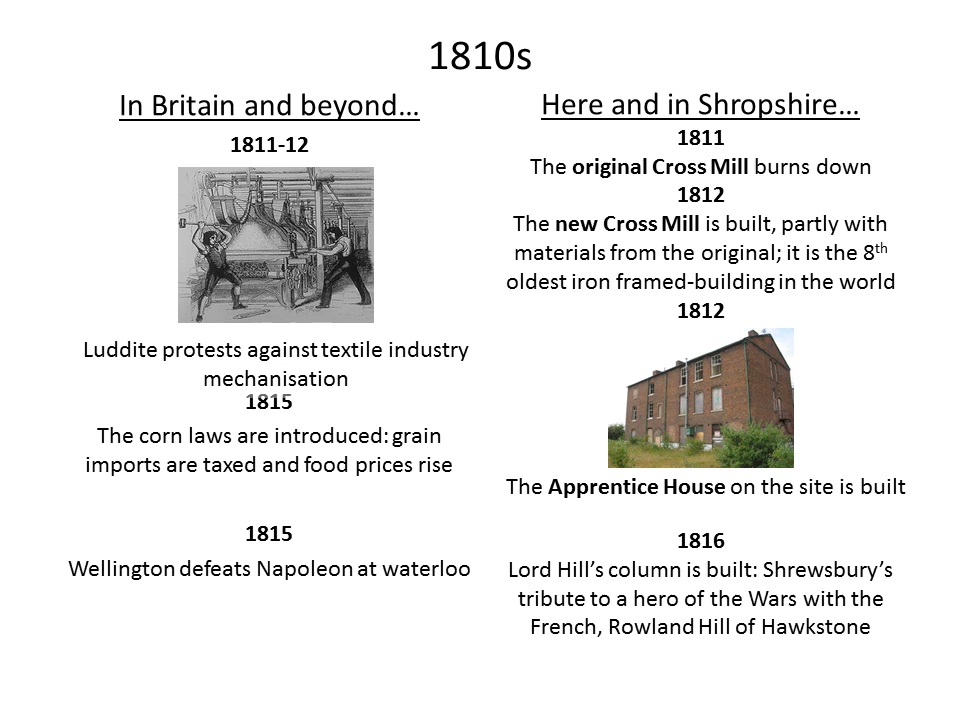 1810s
In Britain and beyond…
1811-12
Luddite protests against textile industry
mechanisation
1815
The corn laws are introduced: grain
imports are taxed and food prices rise
1815
Wellington defeats Napoleon at waterloo
Here and in Shropshire…
1811
The original Cross Mill burns down
1812
The new Cross Mill is built, partly with
materials from the original; it is the 8th
oldest iron framed-building in the world
1812
The Apprentice House on the site is built
1816
Lord Hill’s column is built: Shrewsbury’s
tribute to a hero of the Wars with the
French, Rowland Hill of Hawkstone